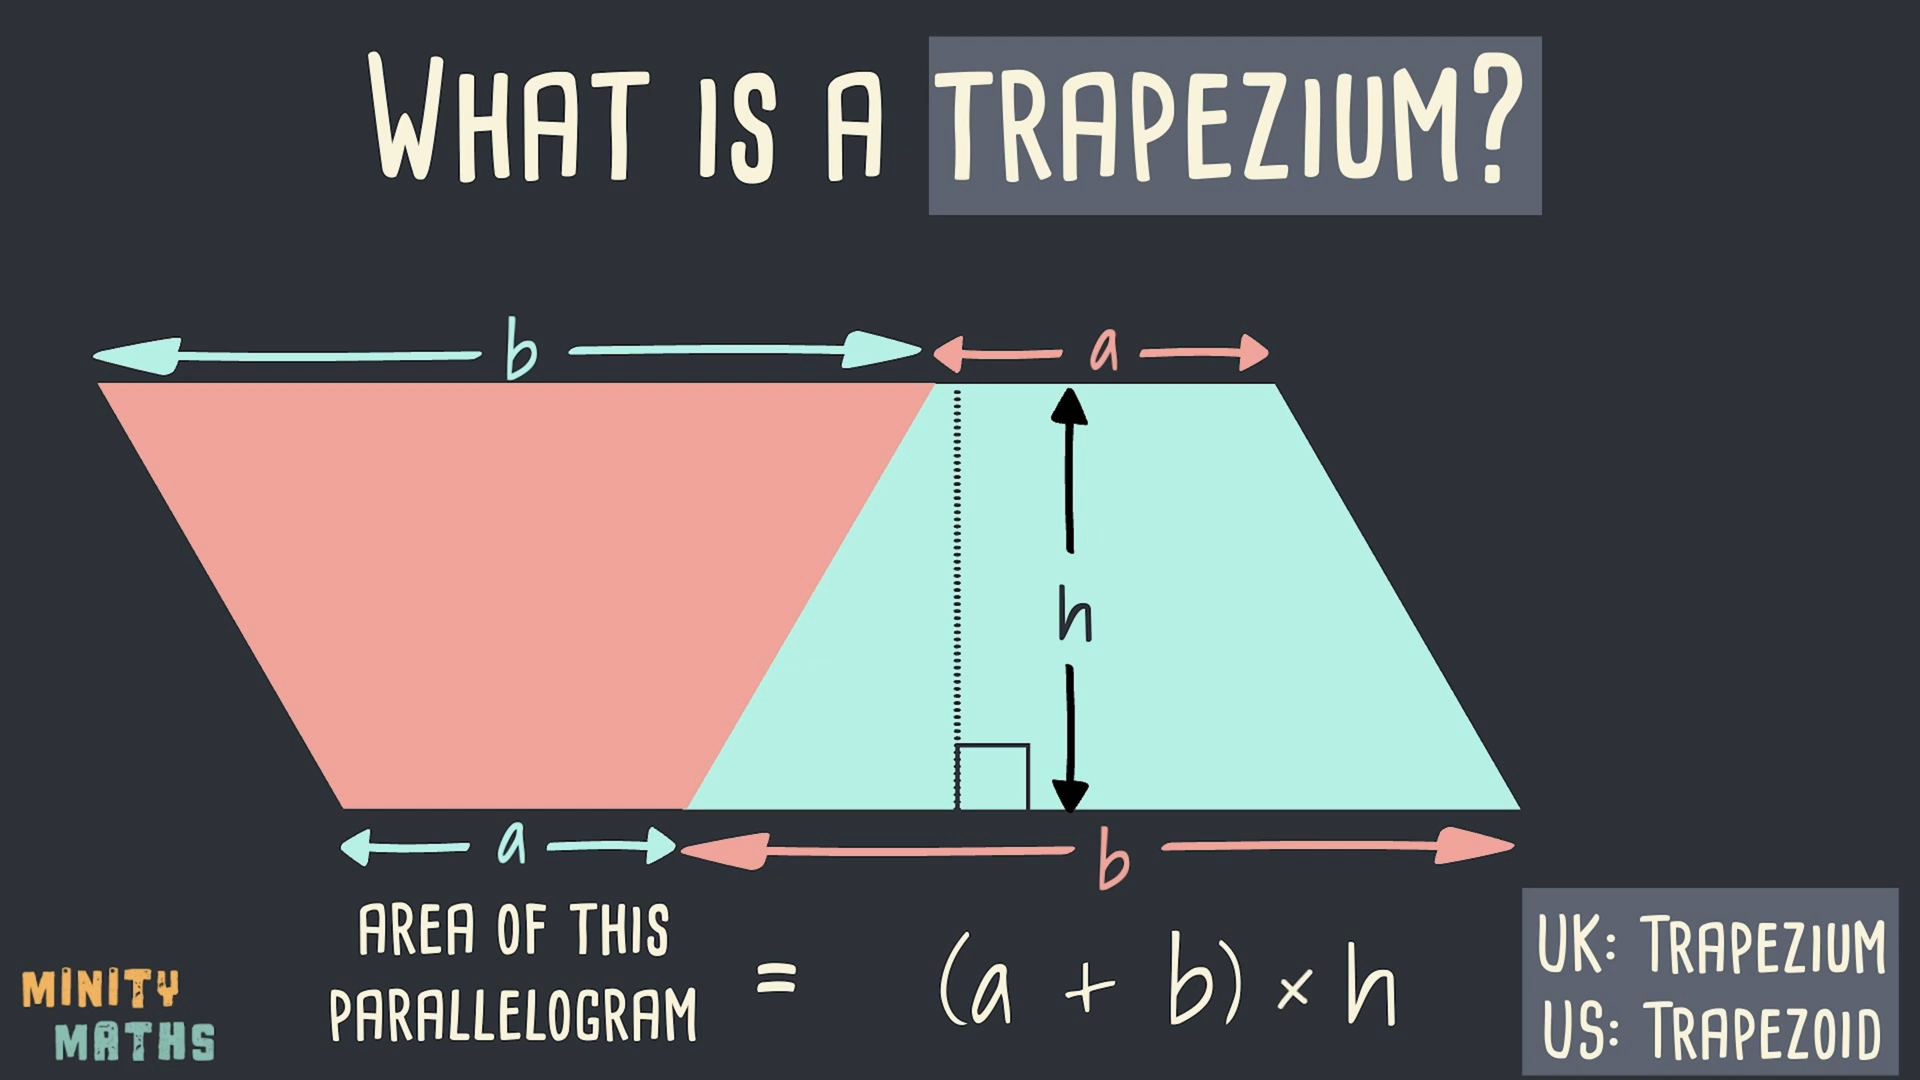 WHAT IS A TRAPEZIUM?
b
a
h
a
b
AREA OF THIS
PARALLELOGRAM
= (a + b) × h
MINITY
MATHS
UK: TRAPEZIUM
US: TRAPEZOID